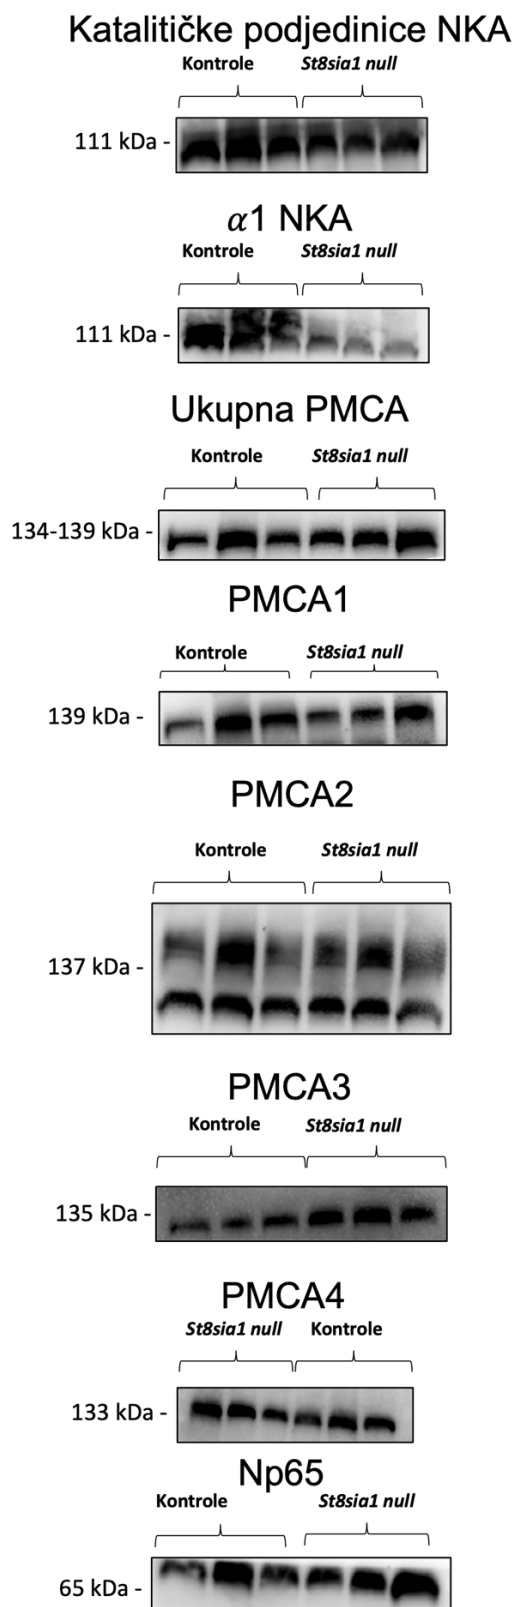 Katalitičke podjedinice NKA
Kontrole St8sia1 null
111 kDa -
α1 NKA
Kontrole St8sia1 null
111 kDa -
Ukupna PMCA
Kontrole St8sia1 null
134-139 kDa -
PMCA1
Kontrole St8sia1 null
139 kDa -
PMCA2
Kontrole St8sia1 null
137 kDa -
PMCA3
Kontrole St8sia1 null
135 kDa -
PMCA4
St8sia1 null Kontrole
133 kDa -
Np65
Kontrole St8sia1 null
65 kDa -